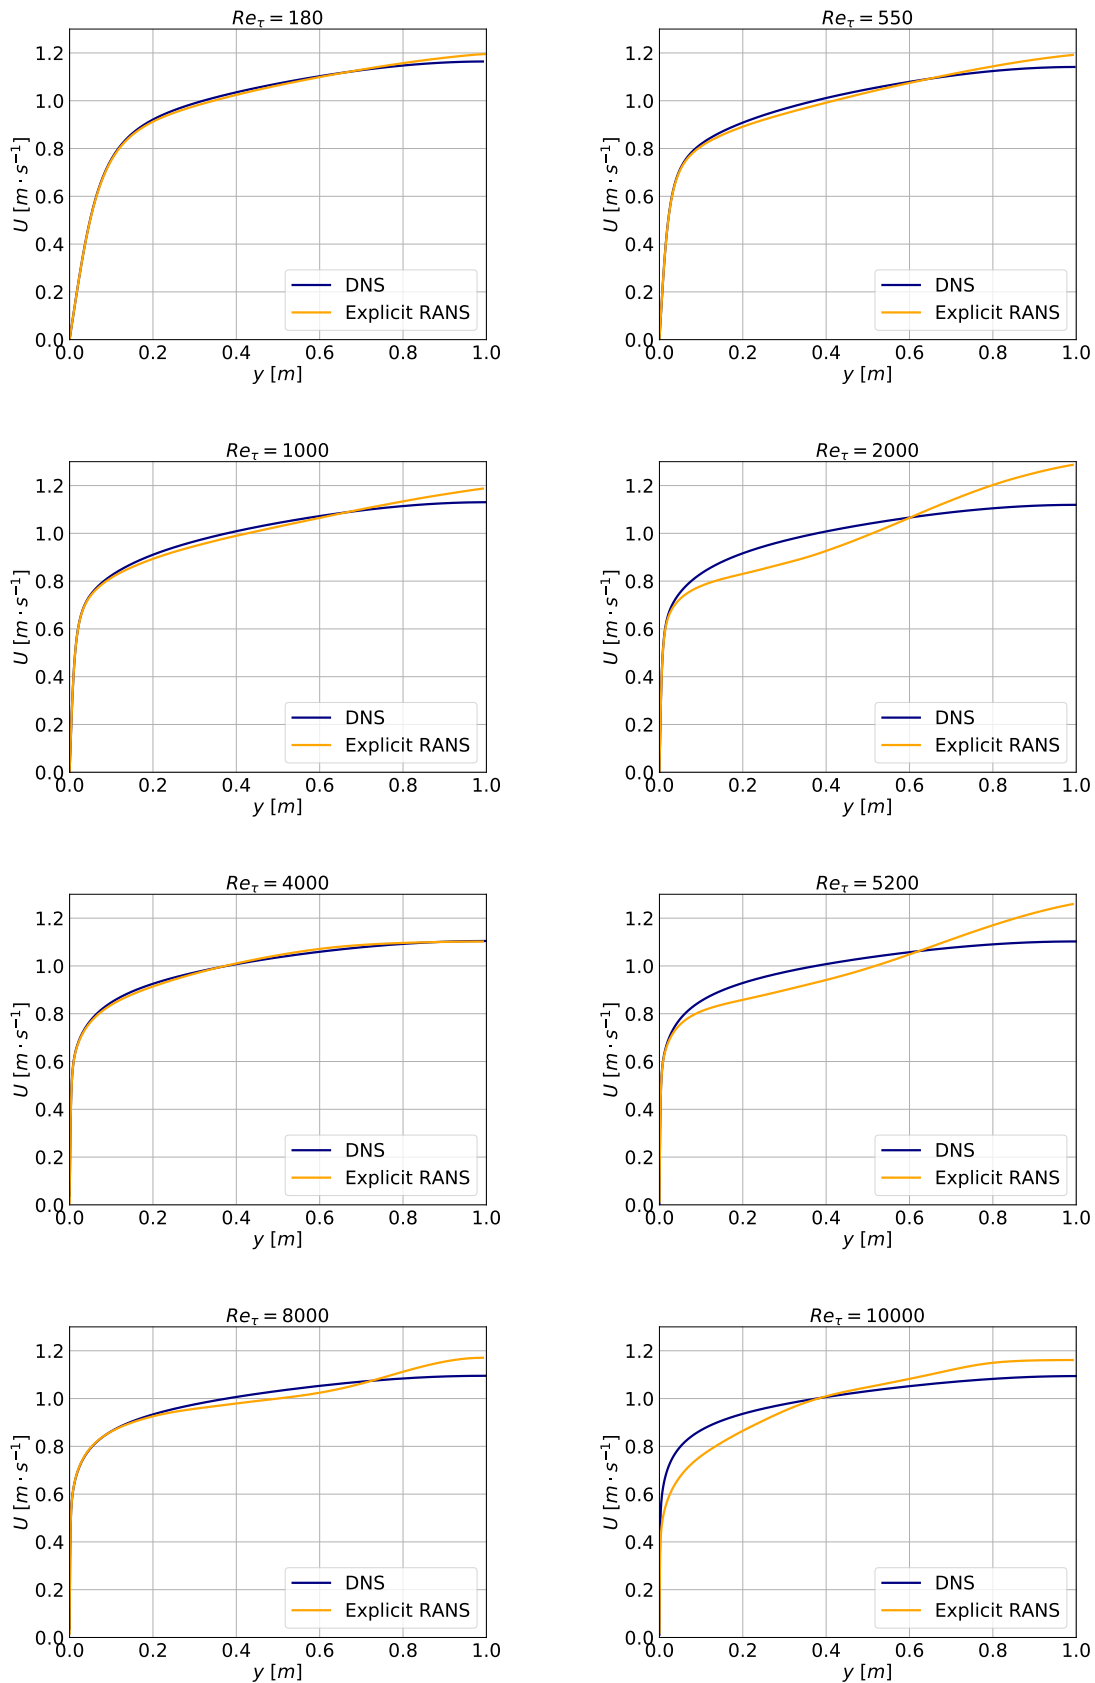 Re_τ = 180
1.2
1.0
0.8
0.6
0.4
0.2
0.0
U [m · s⁻¹]
DNS
Explicit RANS
0.0 0.2 0.4 0.6 0.8 1.0
y [m]
Re_τ = 550
1.2
1.0
0.8
0.6
0.4
0.2
0.0
U [m · s⁻¹]
DNS
Explicit RANS
0.0 0.2 0.4 0.6 0.8 1.0
y [m]
Re_τ = 1000
1.2
1.0
0.8
0.6
0.4
0.2
0.0
U [m · s⁻¹]
DNS
Explicit RANS
0.0 0.2 0.4 0.6 0.8 1.0
y [m]
Re_τ = 2000
1.2
1.0
0.8
0.6
0.4
0.2
0.0
U [m · s⁻¹]
DNS
Explicit RANS
0.0 0.2 0.4 0.6 0.8 1.0
y [m]
Re_τ = 4000
1.2
1.0
0.8
0.6
0.4
0.2
0.0
U [m · s⁻¹]
DNS
Explicit RANS
0.0 0.2 0.4 0.6 0.8 1.0
y [m]
Re_τ = 5200
1.2
1.0
0.8
0.6
0.4
0.2
0.0
U [m · s⁻¹]
DNS
Explicit RANS
0.0 0.2 0.4 0.6 0.8 1.0
y [m]
Re_τ = 8000
1.2
1.0
0.8
0.6
0.4
0.2
0.0
U [m · s⁻¹]
DNS
Explicit RANS
0.0 0.2 0.4 0.6 0.8 1.0
y [m]
Re_τ = 10000
1.2
1.0
0.8
0.6
0.4
0.2
0.0
U [m · s⁻¹]
DNS
Explicit RANS
0.0 0.2 0.4 0.6 0.8 1.0
y [m]